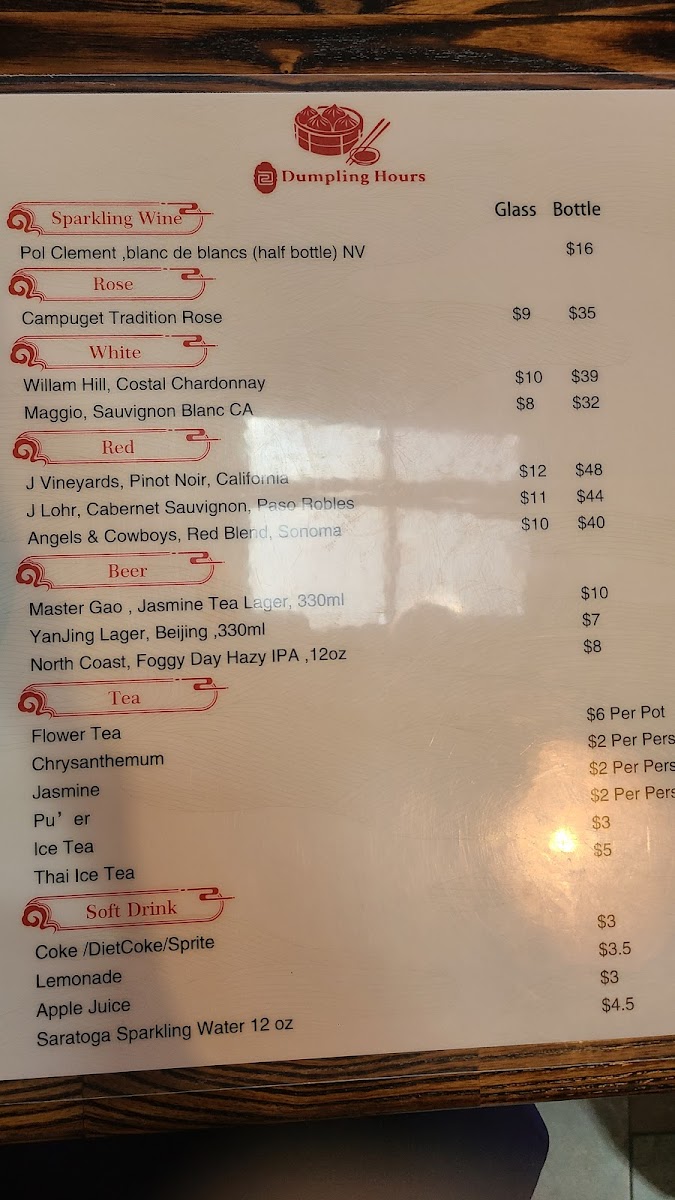 Dumpling Hours
Glass Bottle
Sparkling Wine
Pol Clement ,blanc de blancs (half bottle) NV $16
Rose
Campuget Tradition Rose $9 $35
White
Willam Hill, Costal Chardonnay $10 $39
Maggio, Sauvignon Blanc CA $8 $32
Red
J Vineyards, Pinot Noir, California $12 $48
J Lohr, Cabernet Sauvignon, Paso Robles $11 $44
Angels & Cowboys, Red Blend, Sonoma $10 $40
Beer
Master Gao , Jasmine Tea Lager, 330ml $10
YanJing Lager, Beijing ,330ml $7
North Coast, Foggy Day Hazy IPA ,12oz $8
Tea
Flower Tea $6 Per Pot
Chrysanthemum $2 Per Pers
Jasmine $2 Per Pers
Pu’er $2 Per Pers
Ice Tea $3
Thai Ice Tea $5
Soft Drink
Coke /DietCoke/Sprite $3
Lemonade $3.5
Apple Juice $3
Saratoga Sparkling Water 12 oz $4.5